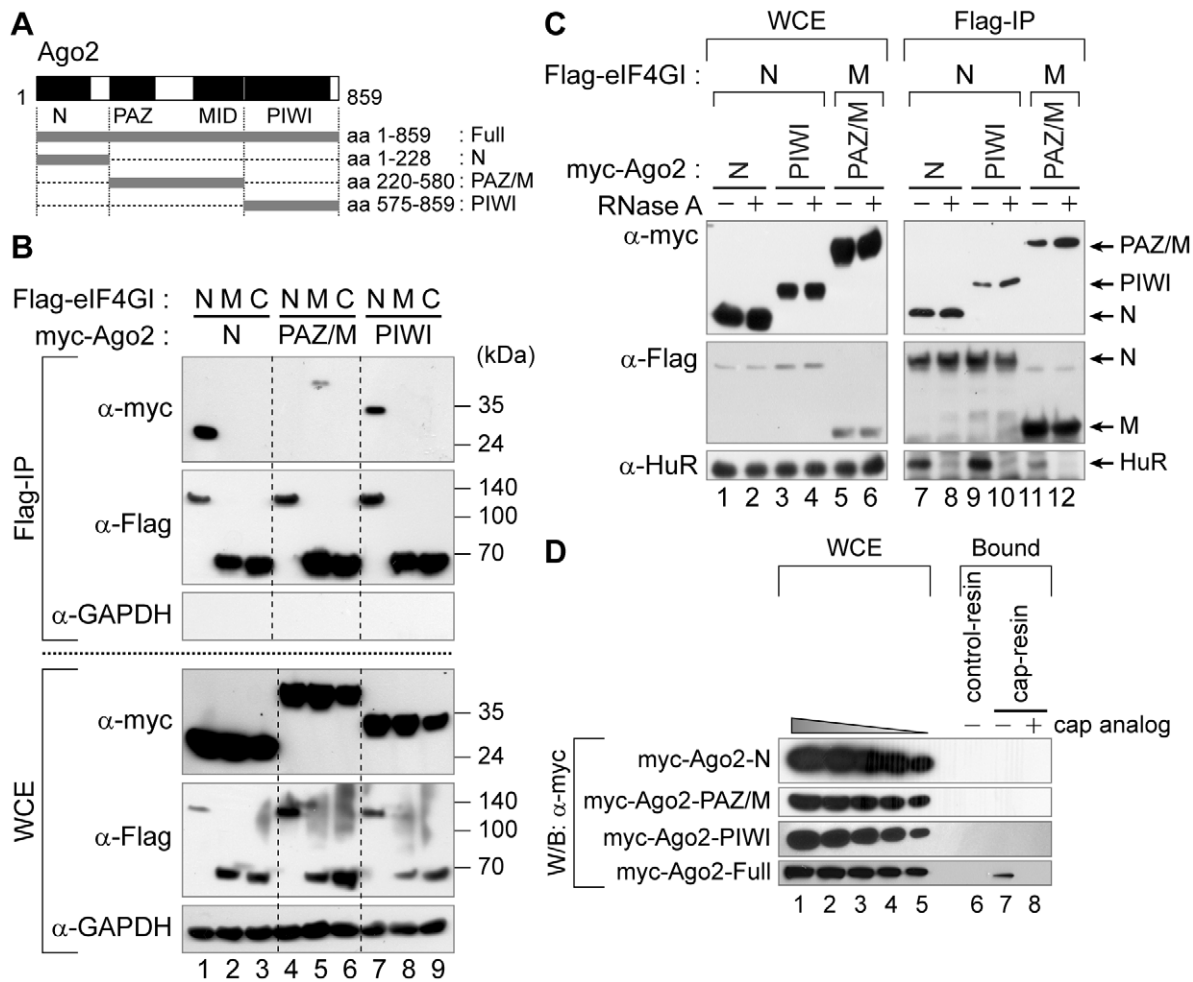 A
Ago2
1 859
N PAZ MID PIWI
aa 1-859 : Full
aa 1-228 : N
aa 220-580 : PAZ/M
aa 575-859 : PIWI
B
Flag-eIF4GI : N M C N M C N M C
myc-Ago2 : N PAZ/M PIWI
(kDa)
Flag-IP
α-myc
35
24
α-Flag
140
100
70
α-GAPDH
WCE
α-myc
35
24
α-Flag
140
100
70
α-GAPDH
1 2 3 4 5 6 7 8 9
C
WCE Flag-IP
Flag-eIF4GI : N M N M
myc-Ago2 : N PIWI PAZ/M N PIWI PAZ/M
RNase A − + − + − + − + − + − +
α-myc
PAZ/M
PIWI
N
α-Flag
N
M
α-HuR
HuR
1 2 3 4 5 6 7 8 9 10 11 12
D
WCE Bound
control-resin
cap-resin
− − + cap analog
W/B: α-myc
myc-Ago2-N
myc-Ago2-PAZ/M
myc-Ago2-PIWI
myc-Ago2-Full
1 2 3 4 5 6 7 8